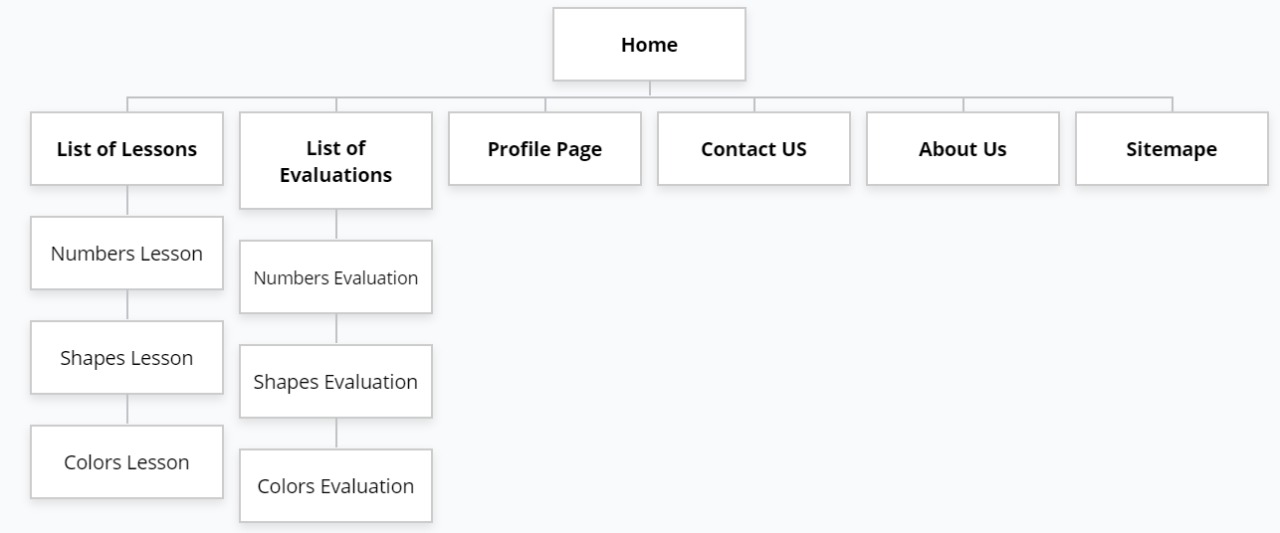 Home
List of Lessons
List of
Evaluations
Profile Page
Contact US
About Us
Sitemape
Numbers Lesson
Numbers Evaluation
Shapes Lesson
Shapes Evaluation
Colors Lesson
Colors Evaluation